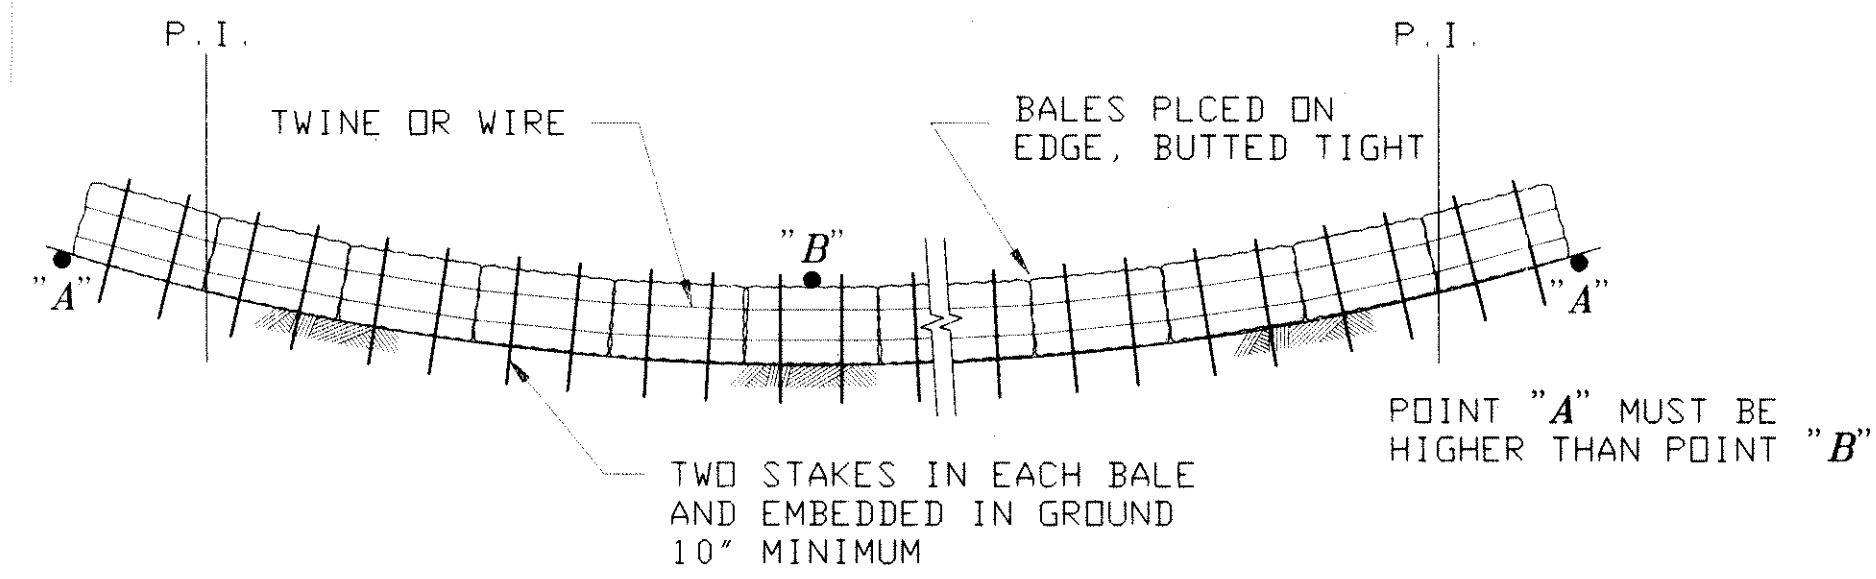 P.I.
P.I.
TWINE OR WIRE
BALES PLCED ON
EDGE, BUTTED TIGHT
"B"
"A"
"A"
POINT "A" MUST BE
HIGHER THAN POINT "B"
TWO STAKES IN EACH BALE
AND EMBEDDED IN GROUND
10" MINIMUM